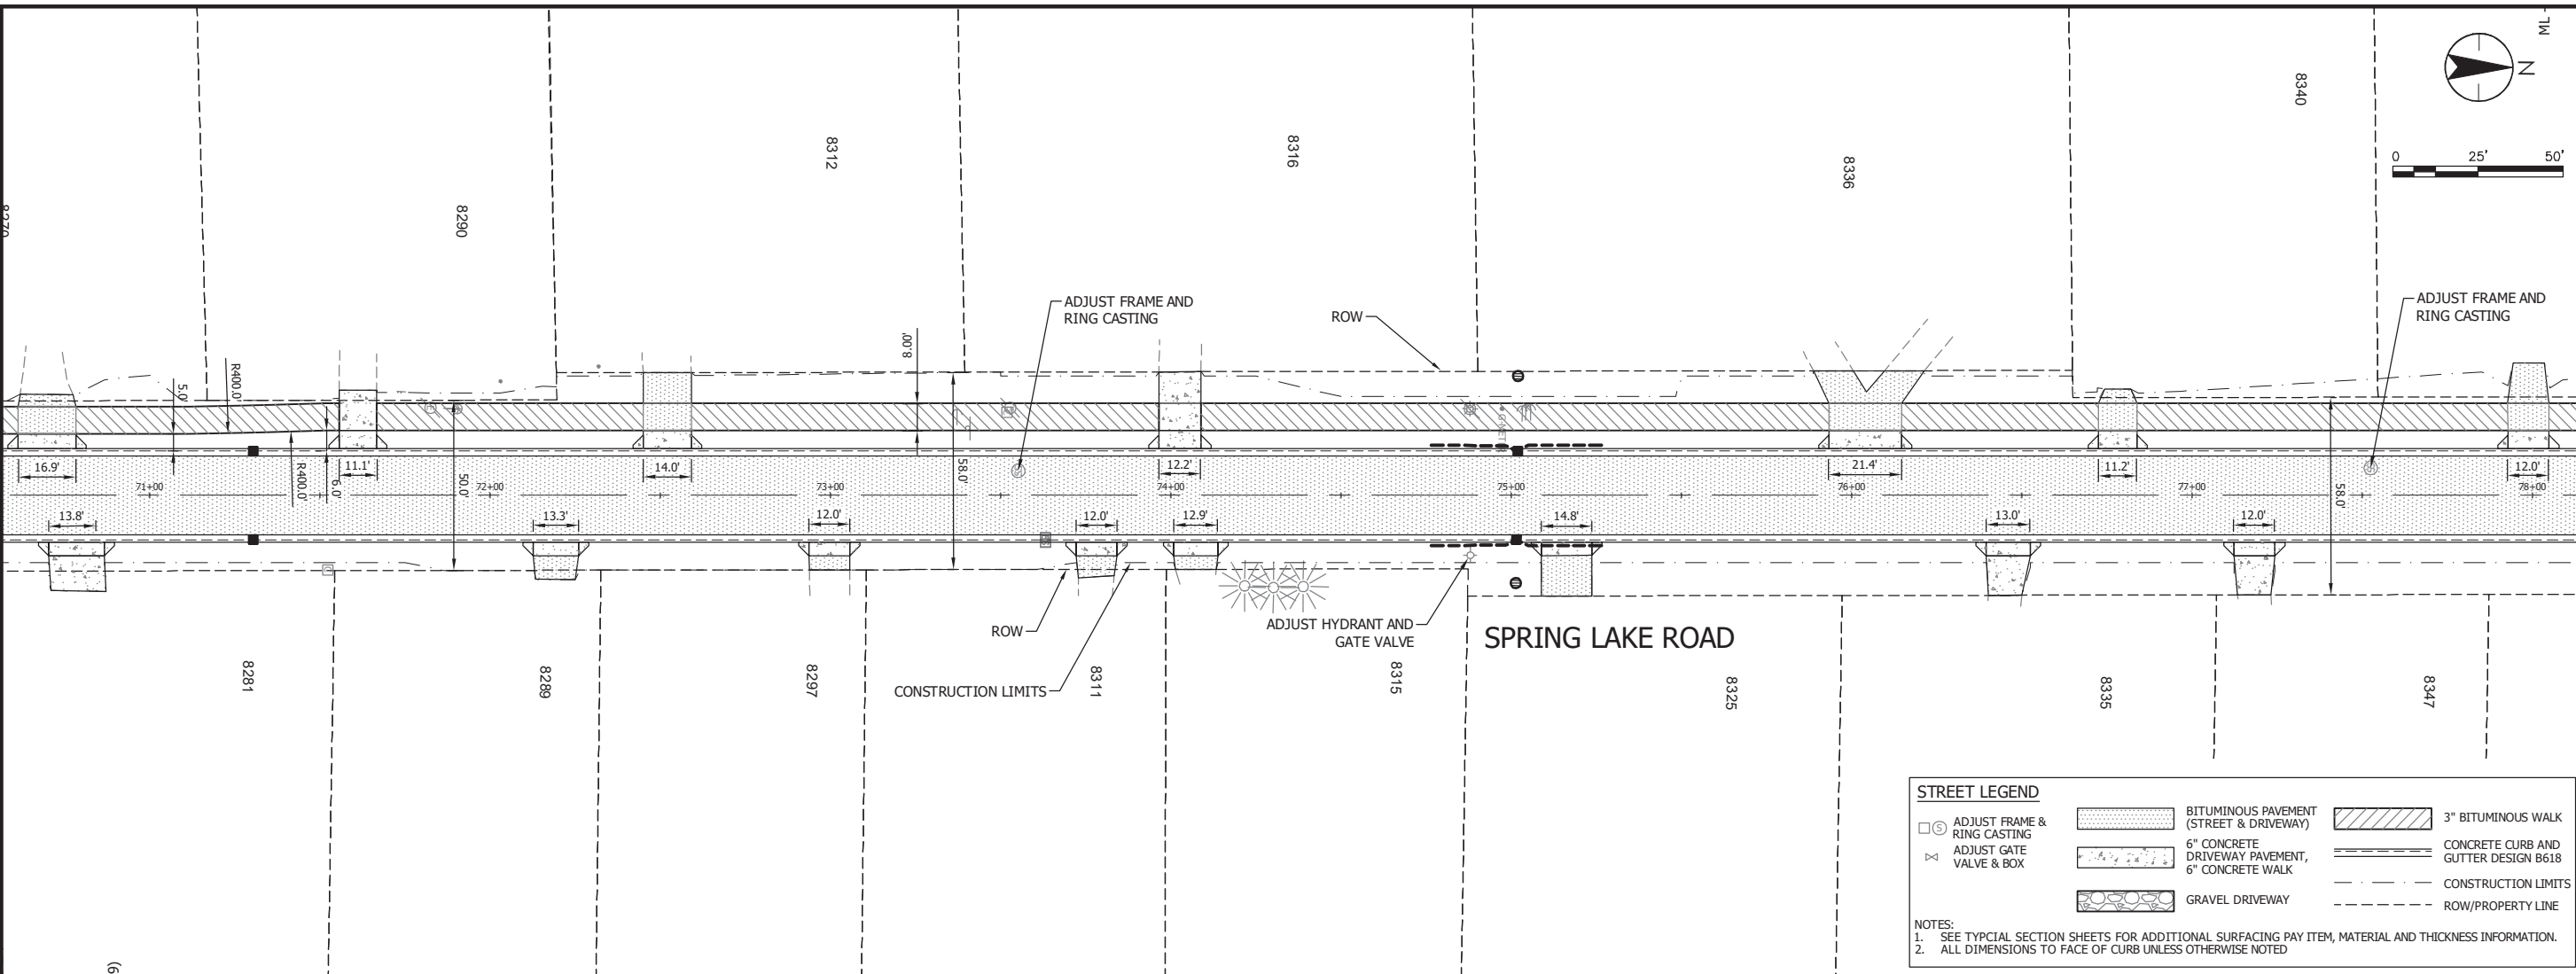 ML
N
0 25' 50'
8270
8290
8312
8316
8336
8340
ADJUST FRAME AND
RING CASTING
ROW
ADJUST FRAME AND
RING CASTING
5.0'
R400.0'
8.00'
R400.0'
6.0'
50.0'
58.0'
58.0'
16.9'
11.1'
14.0'
12.2'
21.4'
11.2'
12.0'
71+00
72+00
73+00
74+00
75+00
76+00
77+00
78+00
13.8'
13.3'
12.0'
12.0'
12.9'
14.8'
13.0'
12.0'
ROW
CONSTRUCTION LIMITS
ADJUST HYDRANT AND
GATE VALVE
SPRING LAKE ROAD
8281
8289
8297
8311
8315
8325
8335
8347
STREET LEGEND
S ADJUST FRAME &
RING CASTING
ADJUST GATE
VALVE & BOX
BITUMINOUS PAVEMENT
(STREET & DRIVEWAY)
6" CONCRETE
DRIVEWAY PAVEMENT,
6" CONCRETE WALK
GRAVEL DRIVEWAY
3" BITUMINOUS WALK
CONCRETE CURB AND
GUTTER DESIGN B618
CONSTRUCTION LIMITS
ROW/PROPERTY LINE
NOTES:
1. SEE TYPCIAL SECTION SHEETS FOR ADDITIONAL SURFACING PAY ITEM, MATERIAL AND THICKNESS INFORMATION.
2. ALL DIMENSIONS TO FACE OF CURB UNLESS OTHERWISE NOTED
(6